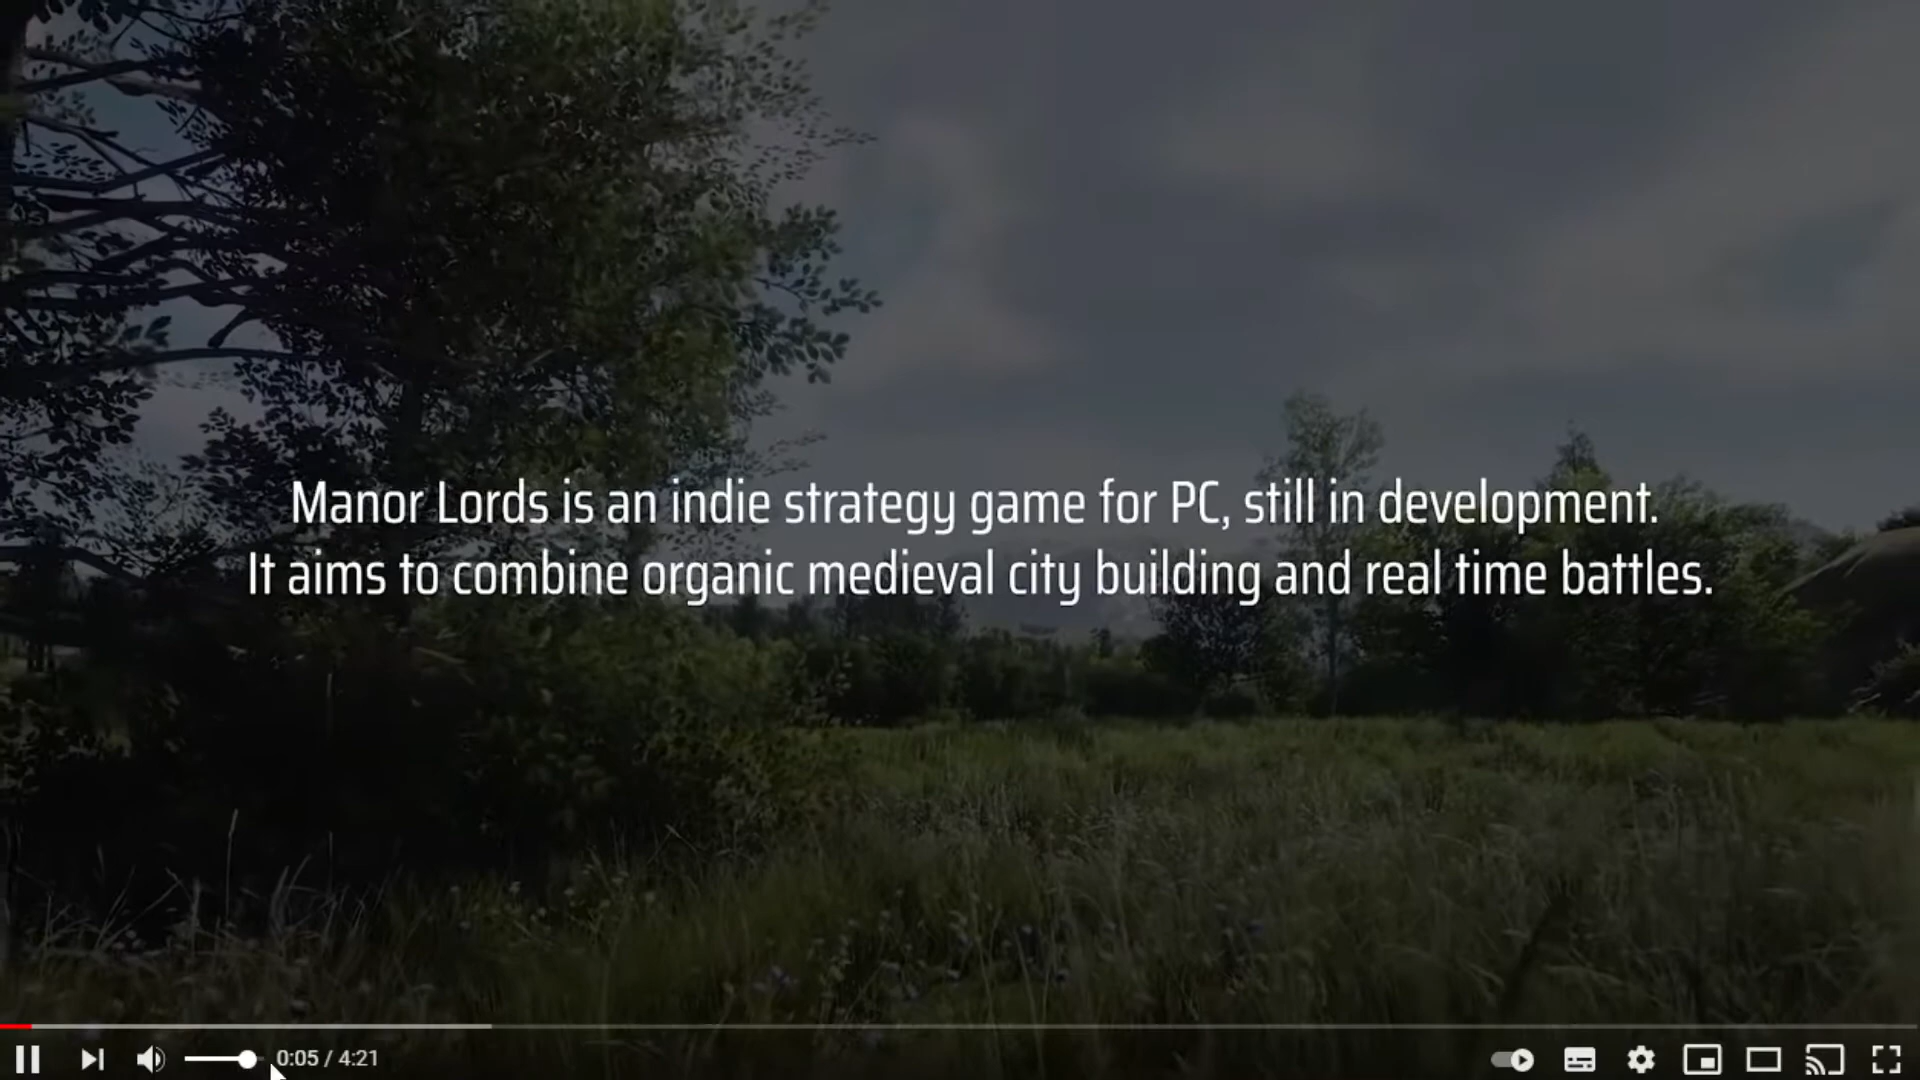 Manor Lords is an indie strategy game for PC, still in development.
It aims to combine organic medieval city building and real time battles.
0:05 / 4:21